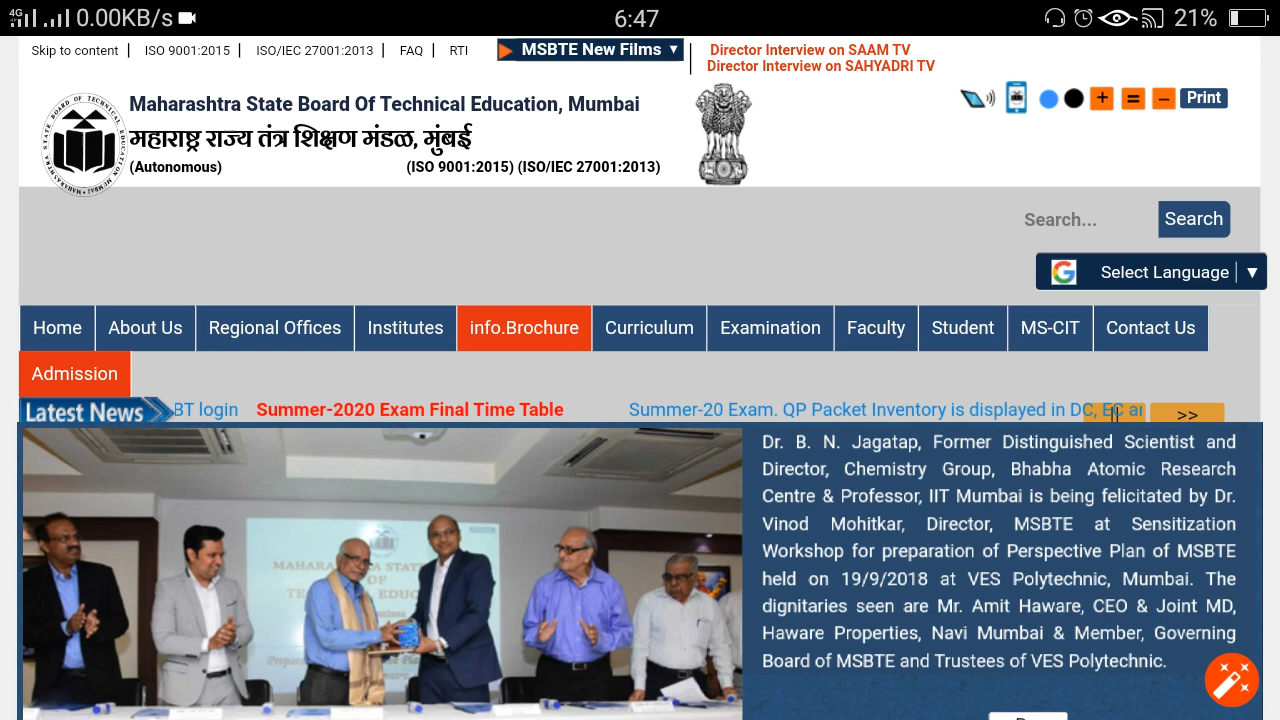 4G 0.00KB/s 6:47 21%
Skip to content | ISO 9001:2015 | ISO/IEC 27001:2013 | FAQ | RTI MSBTE New Films ▼ Director Interview on SAAM TV
Director Interview on SAHYADRI TV
Maharashtra State Board Of Technical Education, Mumbai
+ = – Print
महाराष्ट्र राज्य तंत्र शिक्षण मंडळ, मुंबई
(Autonomous) (ISO 9001:2015) (ISO/IEC 27001:2013)
Search... Search
G Select Language ▼
Home About Us Regional Offices Institutes info.Brochure Curriculum Examination Faculty Student MS-CIT Contact Us
Admission
Latest News BT login Summer-2020 Exam Final Time Table Summer-20 Exam. QP Packet Inventory is displayed in DC, EC || >>
Dr. B. N. Jagatap, Former Distinguished Scientist and
Director, Chemistry Group, Bhabha Atomic Research
Centre & Professor, IIT Mumbai is being felicitated by Dr.
Vinod Mohitkar, Director, MSBTE at Sensitization
Workshop for preparation of Perspective Plan of MSBTE
held on 19/9/2018 at VES Polytechnic, Mumbai. The
dignitaries seen are Mr. Amit Haware, CEO & Joint MD,
Haware Properties, Navi Mumbai & Member, Governing
Board of MSBTE and Trustees of VES Polytechnic.
MAHARASHTRA STAT
OF